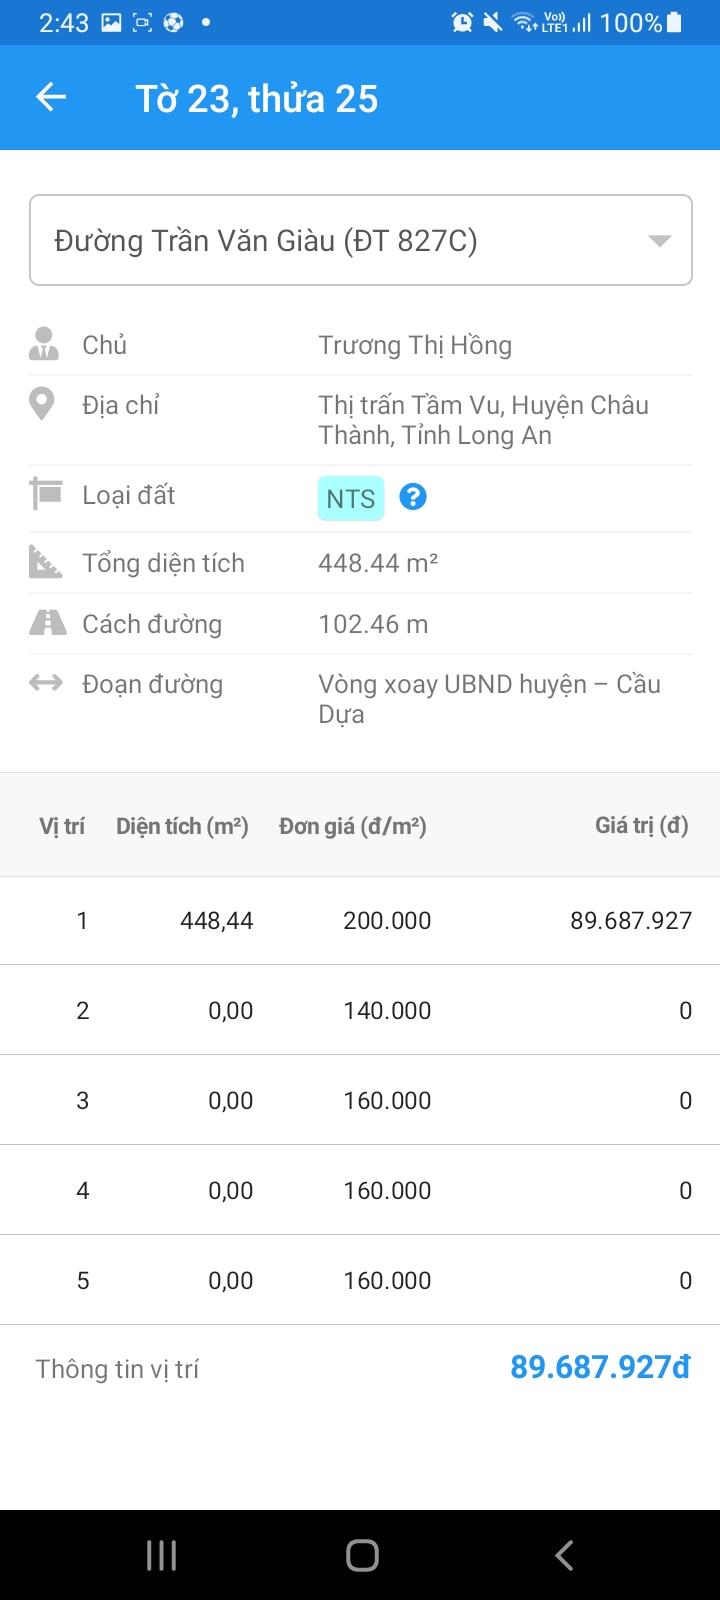 2:43 100%
Tờ 23, thửa 25
Đường Trần Văn Giàu (ĐT 827C)
Chủ Trương Thị Hồng
Địa chỉ Thị trấn Tầm Vu, Huyện Châu
Thành, Tỉnh Long An
Loại đất NTS ?
Tổng diện tích 448.44 m²
Cách đường 102.46 m
Đoạn đường Vòng xoay UBND huyện – Cầu
Dựa
Vị trí Diện tích (m²) Đơn giá (đ/m²) Giá trị (đ)
1 448,44 200.000 89.687.927
2 0,00 140.000 0
3 0,00 160.000 0
4 0,00 160.000 0
5 0,00 160.000 0
Thông tin vị trí 89.687.927đ